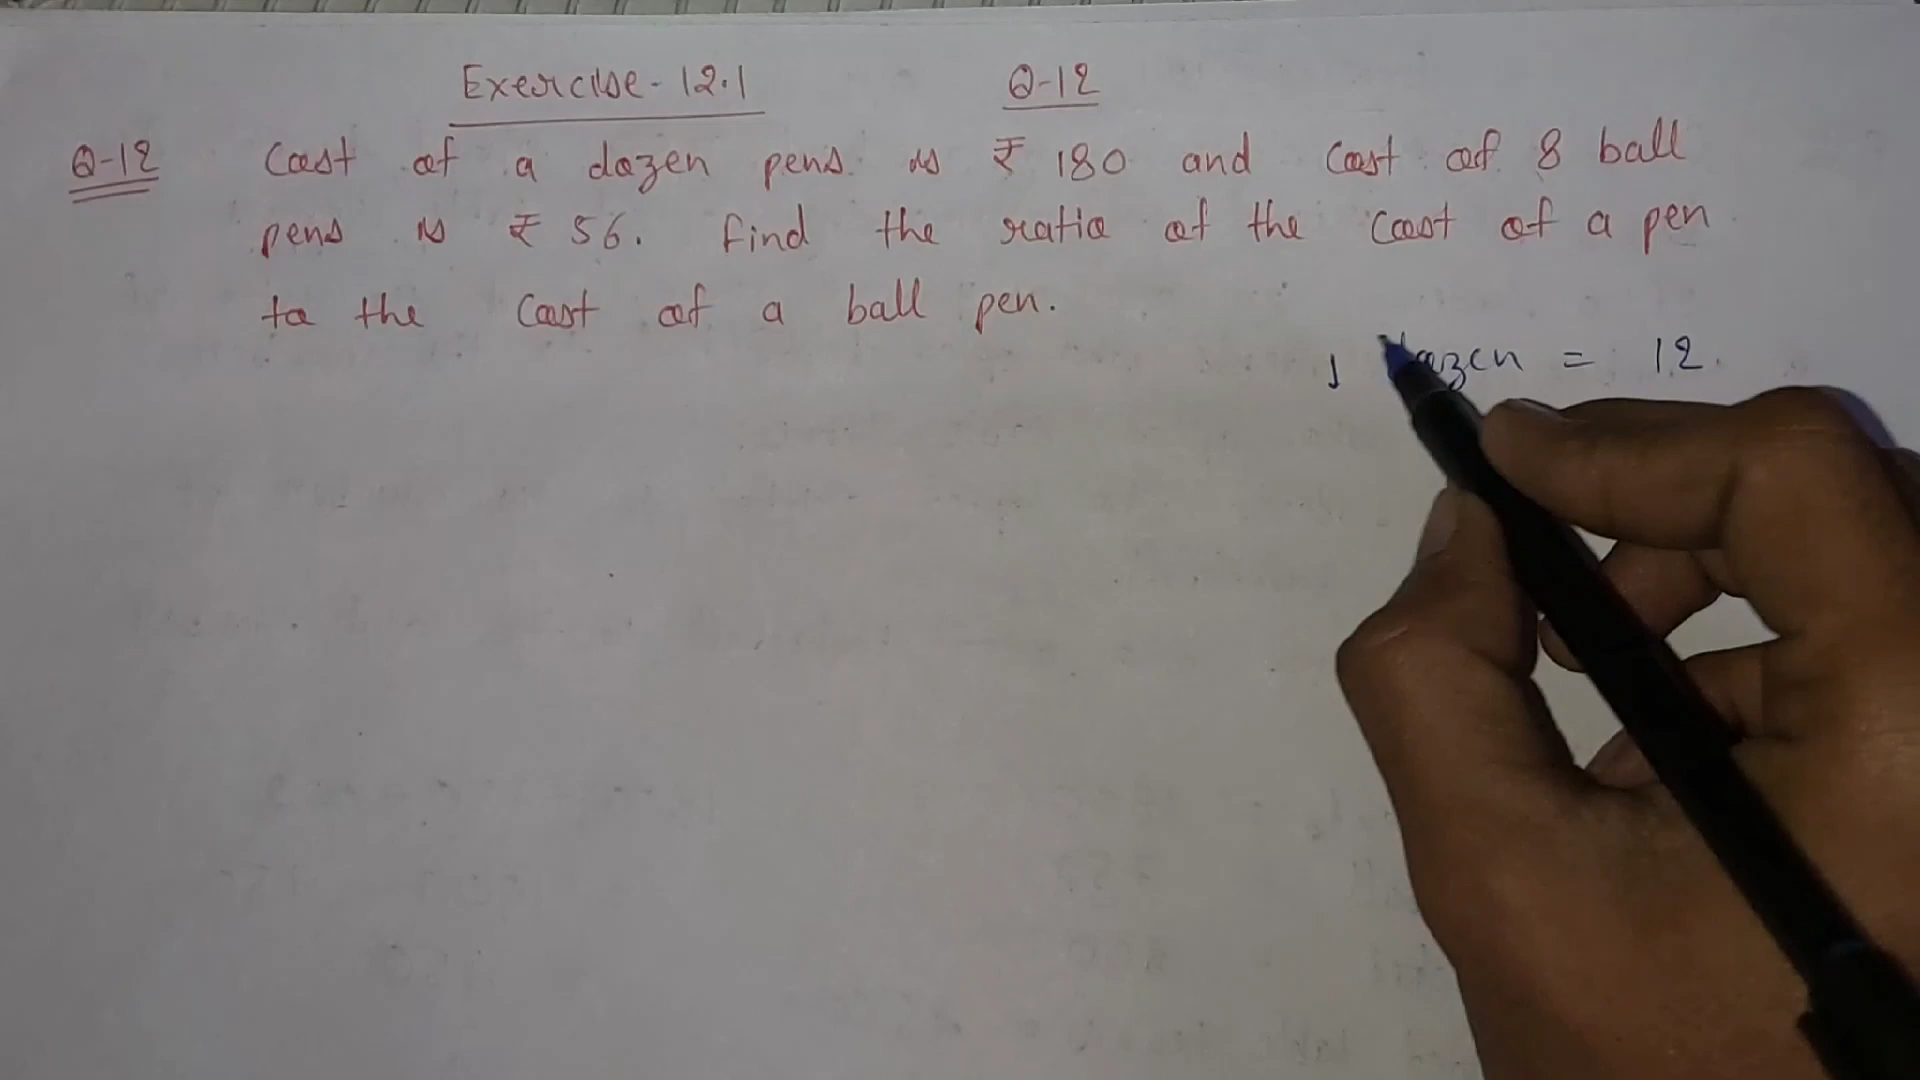 Exercise-12.1 Q-12
Q-12 Cost of a dozen pens is ₹ 180 and cost of 8 ball
pens is ₹ 56. Find the ratio of the cost of a pen
to the cost of a ball pen.
1 dozen = 12.